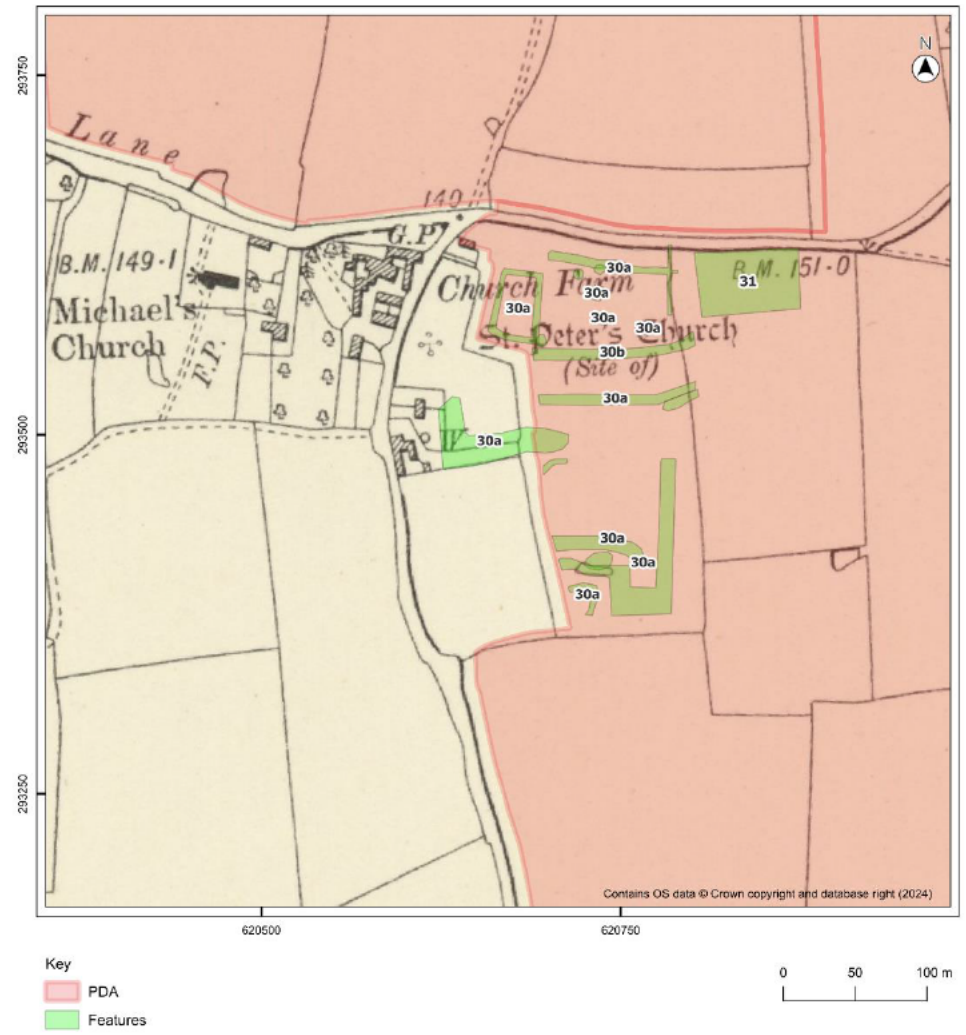 N
293750
Lane
140
G.P.
B.M. 149·1
Church Farm
B.M. 151·0
30a
31
30a
30a
Michael's
Church
F.P.
30a
30a
St. Peter's Church
30b
(Site of)
30a
293500
W
30a
30a
30a
30a
293250
Contains OS data © Crown copyright and database right (2024)
620500
620750
Key
PDA
Features
0 50 100 m